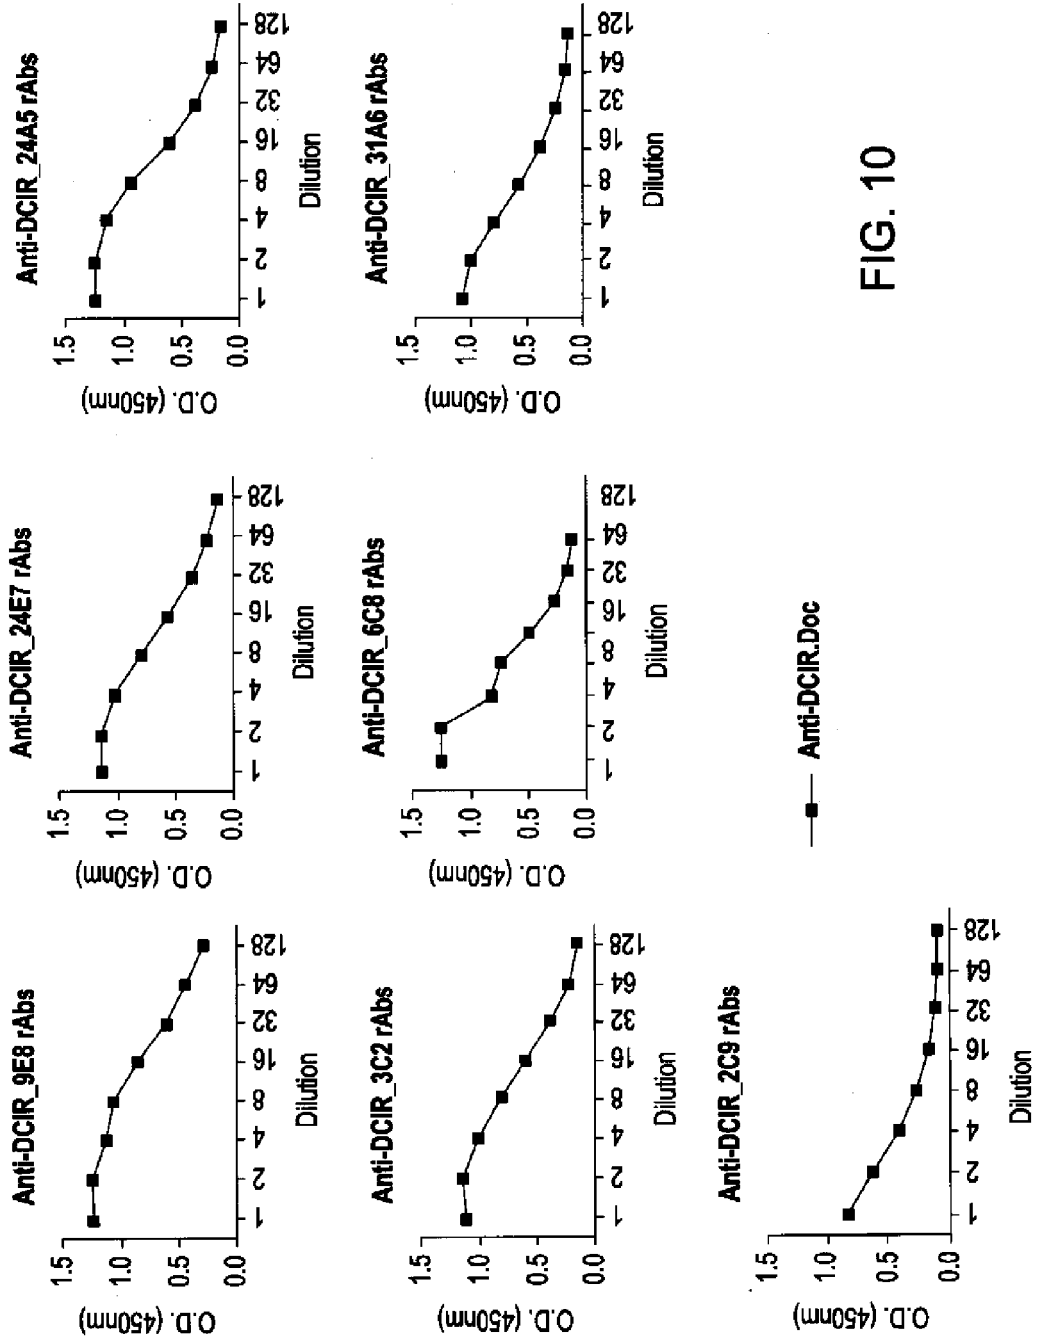 Anti-DCIR_9E8 rAbs
O.D. (450nm)
1.5
1.0
0.5
0.0
1 2 4 8 16 32 64 128
Dilution
Anti-DCIR_24E7 rAbs
O.D. (450nm)
1.5
1.0
0.5
0.0
1 2 4 8 16 32 64 128
Dilution
Anti-DCIR_24A5 rAbs
O.D. (450nm)
1.5
1.0
0.5
0.0
1 2 4 8 16 32 64 128
Dilution
Anti-DCIR_3C2 rAbs
O.D. (450nm)
1.5
1.0
0.5
0.0
1 2 4 8 16 32 64 128
Dilution
Anti-DCIR_6C8 rAbs
O.D. (450nm)
1.5
1.0
0.5
0.0
1 2 4 8 16 32 64 128
Dilution
Anti-DCIR_31A6 rAbs
O.D. (450nm)
1.5
1.0
0.5
0.0
1 2 4 8 16 32 64 128
Dilution
Anti-DCIR_2C9 rAbs
O.D. (450nm)
1.5
1.0
0.5
0.0
1 2 4 8 16 32 64 128
Dilution
Anti-DCIR.Doc
FIG. 10